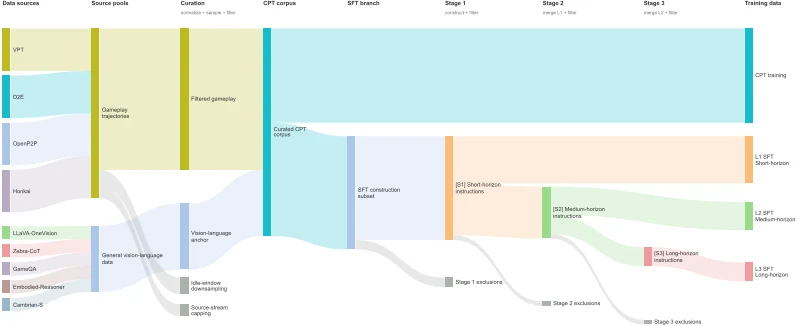 Data sources
Source pools
Curation
normalize + sample + filter
CPT corpus
SFT branch
Stage 1
construct + filter
Stage 2
merge L1 + filter
Stage 3
merge L2 + filter
Training data
VPT
D2E
OpenP2P
Honkai
LLaVA-OneVision
Zebra-CoT
GameQA
Embodied-Reasoner
Cambrian-S
Gameplay
trajectories
General vision-language
data
Filtered gameplay
Vision-language
anchor
Idle-window
downsampling
Source-stream
capping
Curated CPT
corpus
SFT construction
subset
[S1] Short-horizon
instructions
Stage 1 exclusions
[S2] Medium-horizon
instructions
Stage 2 exclusions
[S3] Long-horizon
instructions
Stage 3 exclusions
CPT training
L1 SFT
Short-horizon
L2 SFT
Medium-horizon
L3 SFT
Long-horizon